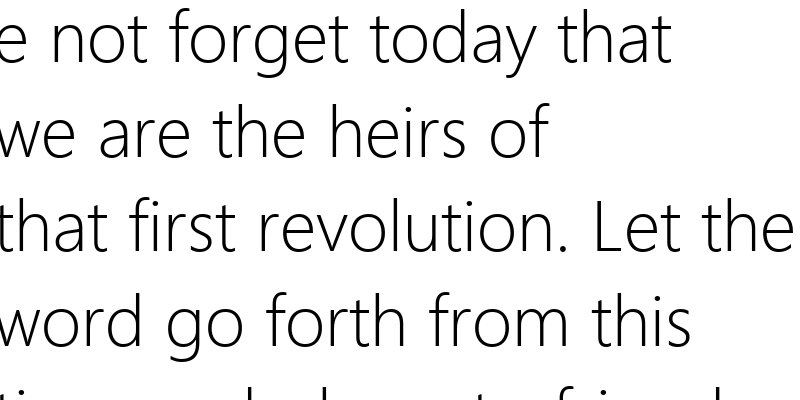 e not forget today that
we are the heirs of
that first revolution. Let the
word go forth from this